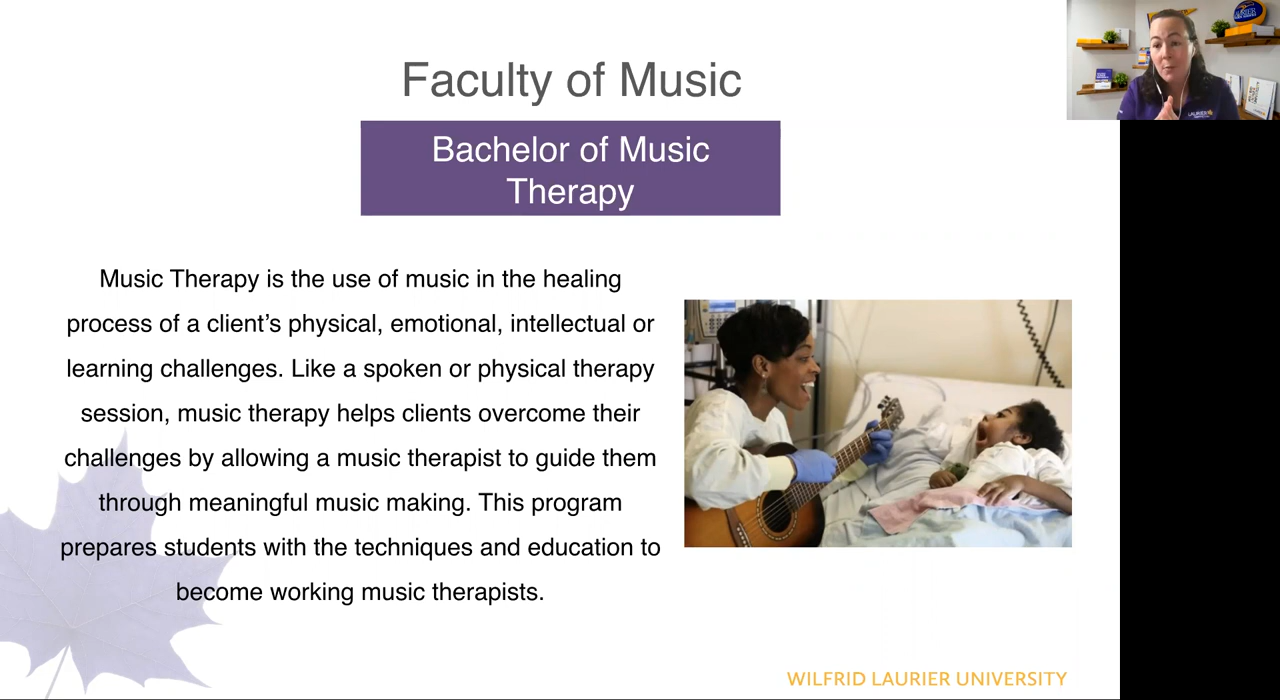 Faculty of Music
Bachelor of Music
Therapy
Music Therapy is the use of music in the healing
process of a client’s physical, emotional, intellectual or
learning challenges. Like a spoken or physical therapy
session, music therapy helps clients overcome their
challenges by allowing a music therapist to guide them
through meaningful music making. This program
prepares students with the techniques and education to
become working music therapists.
WILFRID LAURIER UNIVERSITY
LAURIER